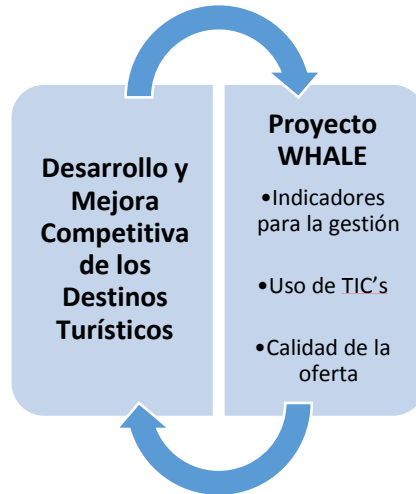 Desarrollo y
Mejora
Competitiva
de los
Destinos
Turísticos
Proyecto
WHALE
•Indicadores
para la gestión
•Uso de TIC's
•Calidad de la
oferta